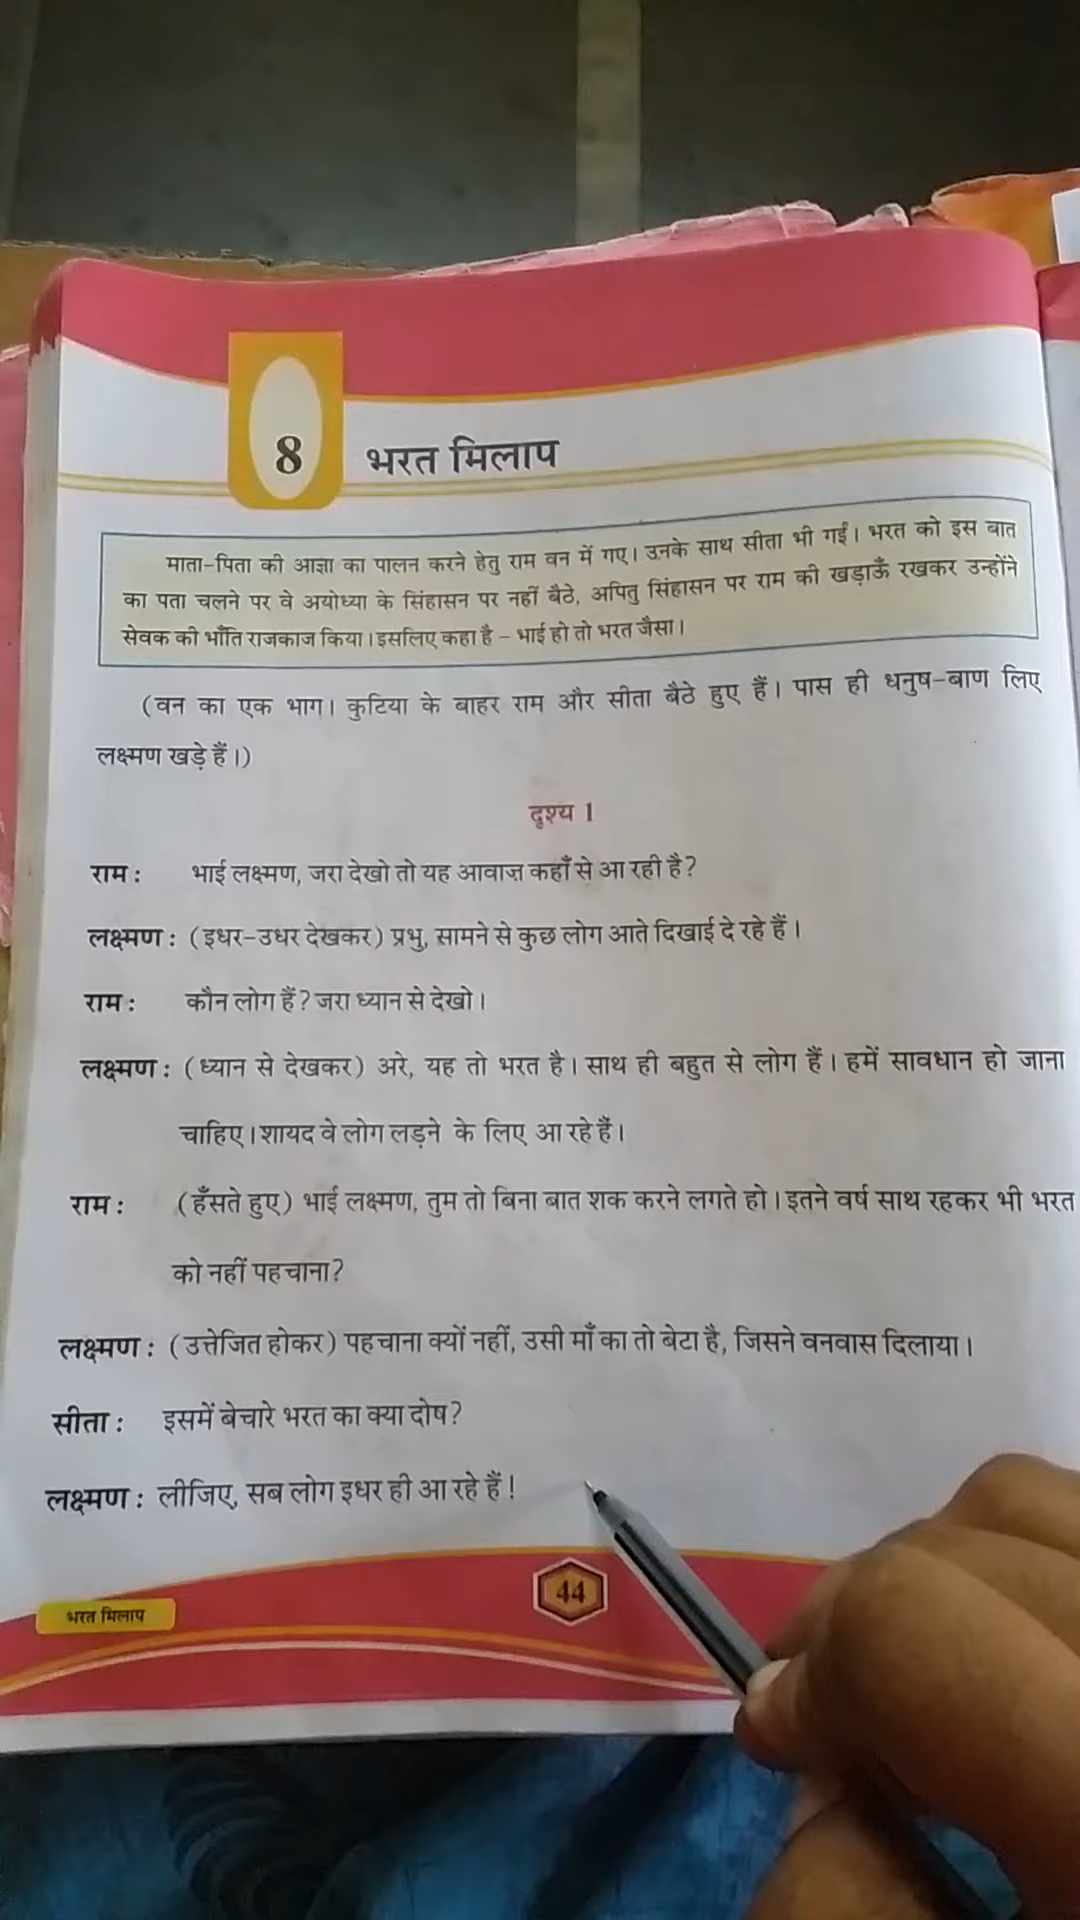 8 भरत मिलाप
माता-पिता की आज्ञा का पालन करने हेतु राम वन में गए। उनके साथ सीता भी गईं। भरत को इस बात
का पता चलने पर वे अयोध्या के सिंहासन पर नहीं बैठे, अपितु सिंहासन पर राम की खड़ाऊँ रखकर उन्होंने
सेवक की भाँति राजकाज किया। इसलिए कहा है – भाई हो तो भरत जैसा।
(वन का एक भाग। कुटिया के बाहर राम और सीता बैठे हुए हैं। पास ही धनुष-बाण लिए
लक्ष्मण खड़े हैं।)
दृश्य 1
राम : भाई लक्ष्मण, जरा देखो तो यह आवाज़ कहाँ से आ रही है?
लक्ष्मण : (इधर-उधर देखकर) प्रभु, सामने से कुछ लोग आते दिखाई दे रहे हैं।
राम : कौन लोग हैं? जरा ध्यान से देखो।
लक्ष्मण : (ध्यान से देखकर) अरे, यह तो भरत है। साथ ही बहुत से लोग हैं। हमें सावधान हो जाना
चाहिए। शायद वे लोग लड़ने के लिए आ रहे हैं।
राम : (हँसते हुए) भाई लक्ष्मण, तुम तो बिना बात शक करने लगते हो। इतने वर्ष साथ रहकर भी भरत
को नहीं पहचाना?
लक्ष्मण : (उत्तेजित होकर) पहचाना क्यों नहीं, उसी माँ का तो बेटा है, जिसने वनवास दिलाया।
सीता : इसमें बेचारे भरत का क्या दोष?
लक्ष्मण : लीजिए, सब लोग इधर ही आ रहे हैं!
44
भरत मिलाप